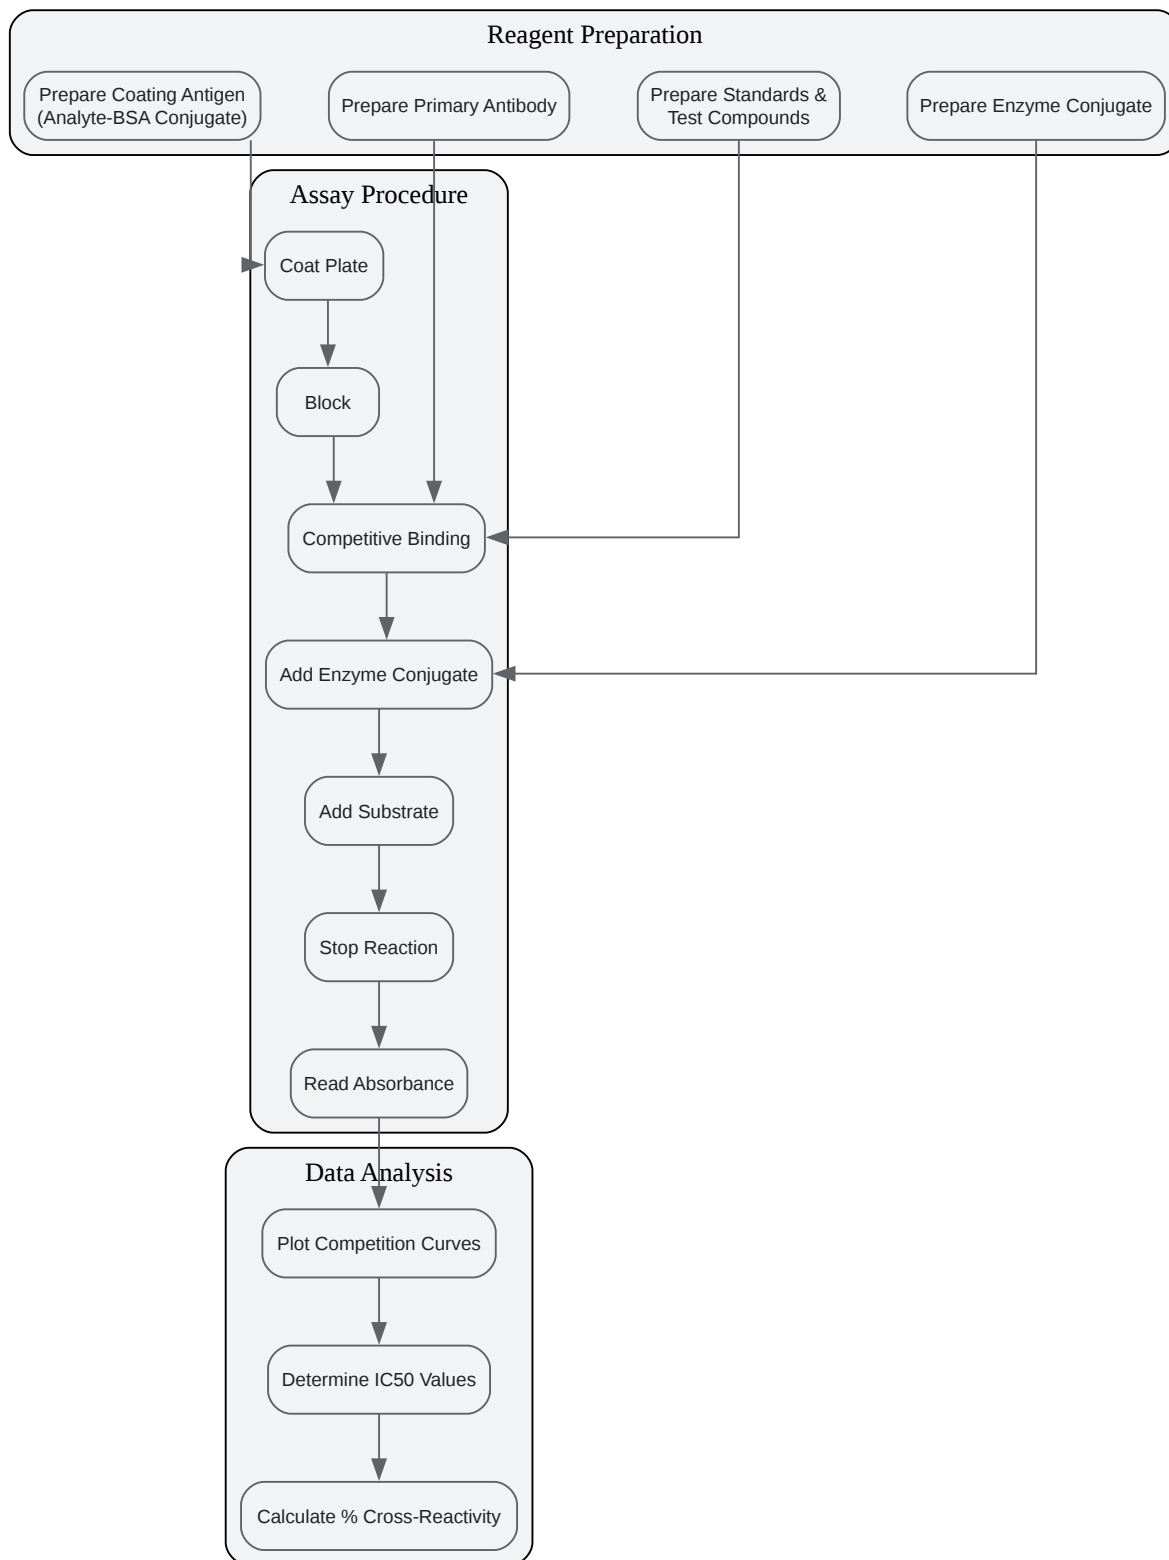 Reagent Preparation
Prepare Coating Antigen
(Analyte-BSA Conjugate)
Prepare Primary Antibody
Prepare Standards &
Test Compounds
Prepare Enzyme Conjugate
Assay Procedure
Coat Plate
Block
Competitive Binding
Add Enzyme Conjugate
Add Substrate
Stop Reaction
Read Absorbance
Data Analysis
Plot Competition Curves
Determine IC50 Values
Calculate % Cross-Reactivity